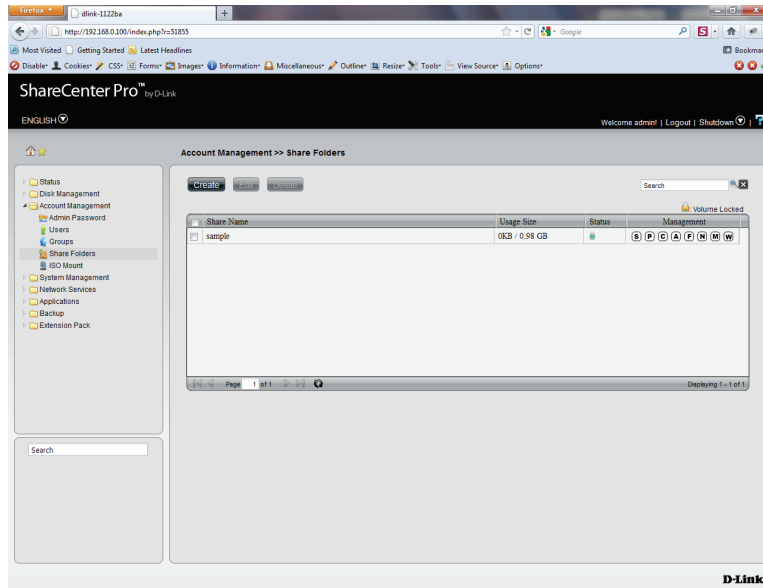 Firefox
dlink-1122ba
http://192.168.0.100/index.php?r=51855
Google
Most Visited Getting Started Latest Headlines
Bookmar
Disable Cookies CSS Forms Images Information Miscellaneous Outline Resize Tools View Source Options
ShareCenter Pro™ by D-Link
ENGLISH
Welcome admin! | Logout | Shutdown | ?
Account Management >> Share Folders
Status
Disk Management
Account Management
Admin Password
Users
Groups
Share Folders
ISO Mount
System Management
Network Services
Applications
Backup
Extension Pack
Search
Create Edit Delete
Search
: Volume Locked
Share Name Usage Size Status Management
sample 0KB / 0.98 GB S P C A F N M W
Page 1 of 1
Displaying 1 - 1 of 1
D-Link